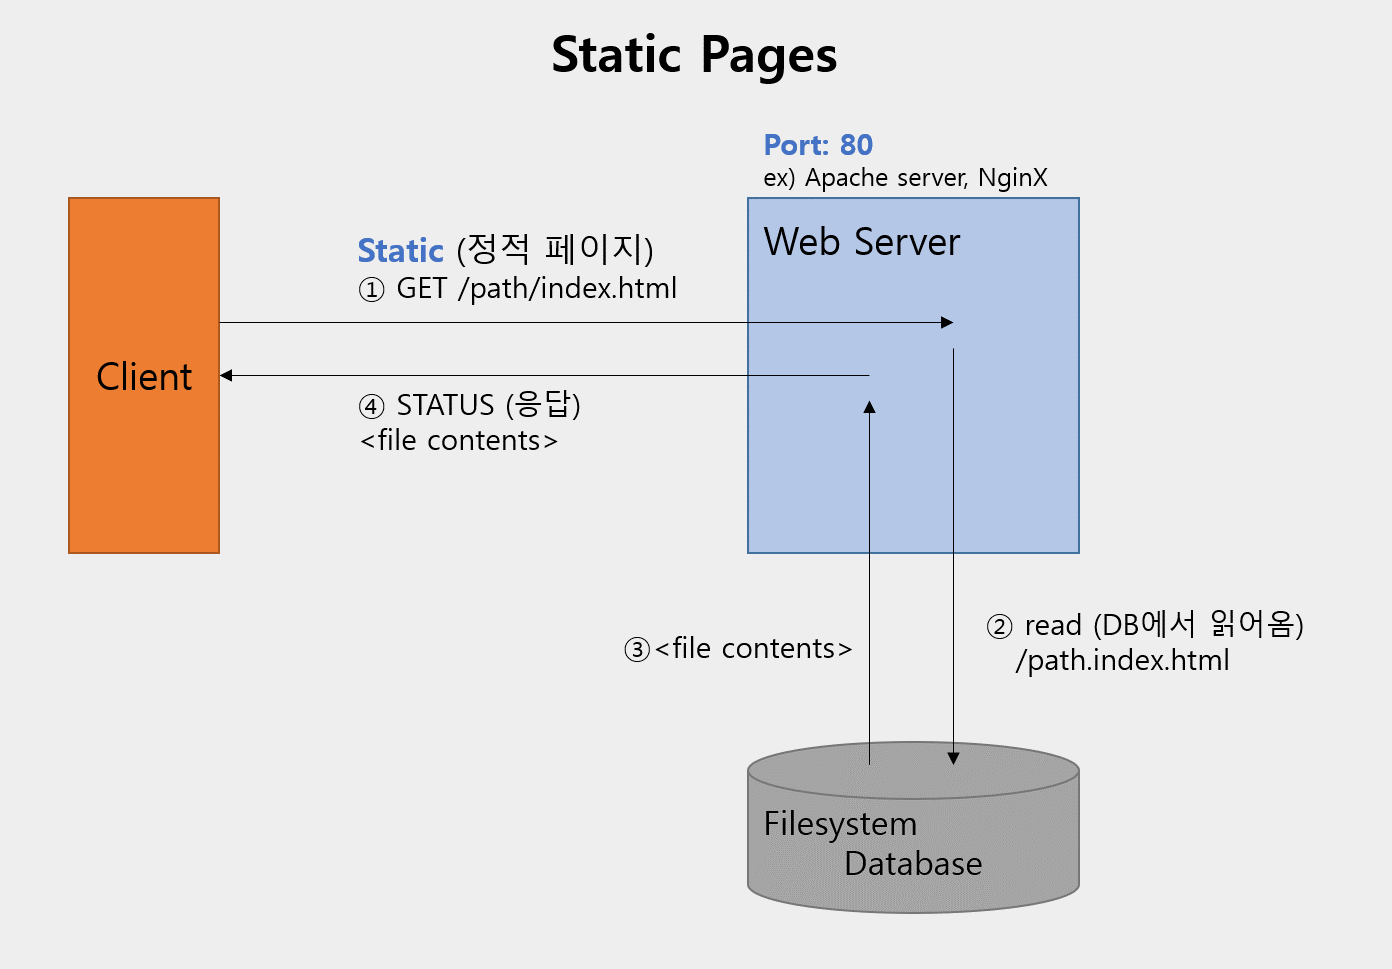 Static Pages
Port: 80
ex) Apache server, NginX
Web Server
Static (정적 페이지)
① GET /path/index.html
Client
④ STATUS (응답)
<file contents>
② read (DB에서 읽어옴)
/path.index.html
③<file contents>
Filesystem
Database